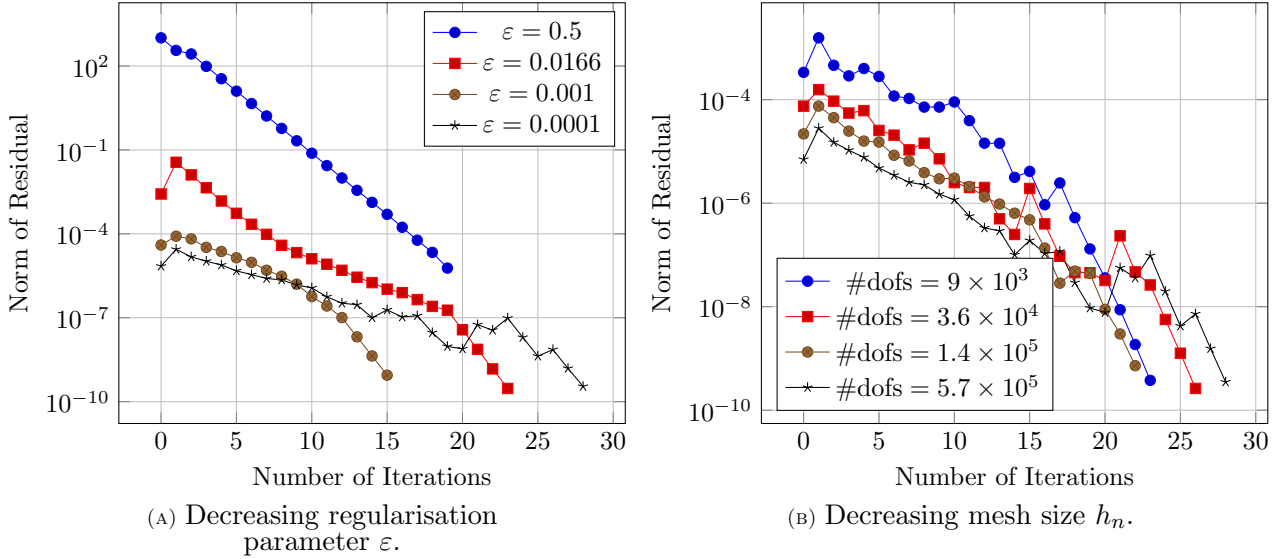 Norm of Residual
10^2
10^−1
10^−4
10^−7
10^−10
0 5 10 15 20 25 30
Number of Iterations
ε = 0.5
ε = 0.0166
ε = 0.001
ε = 0.0001
(A) Decreasing regularisation
parameter ε.
Norm of Residual
10^−4
10^−6
10^−8
10^−10
0 5 10 15 20 25 30
Number of Iterations
#dofs = 9 × 10^3
#dofs = 3.6 × 10^4
#dofs = 1.4 × 10^5
#dofs = 5.7 × 10^5
(B) Decreasing mesh size h_n.